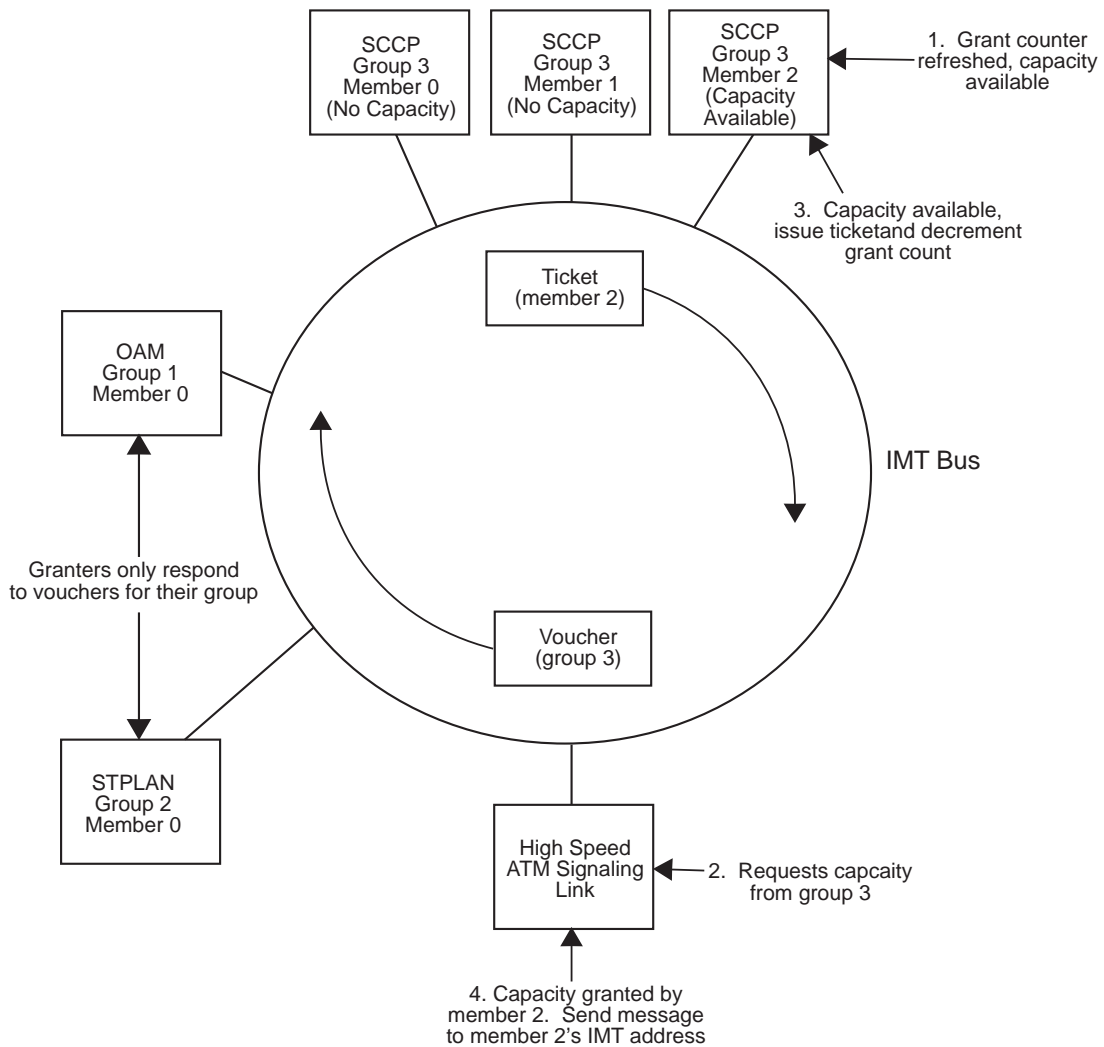 SCCP
Group 3
Member 0
(No Capacity)
SCCP
Group 3
Member 1
(No Capacity)
SCCP
Group 3
Member 2
(Capacity
Available)
1. Grant counter
refreshed, capacity
available
3. Capacity available,
issue ticketand decrement
grant count
Ticket
(member 2)
OAM
Group 1
Member 0
IMT Bus
Granters only respond
to vouchers for their group
Voucher
(group 3)
STPLAN
Group 2
Member 0
High Speed
ATM Signaling
Link
2. Requests capcaity
from group 3
4. Capacity granted by
member 2. Send message
to member 2's IMT address